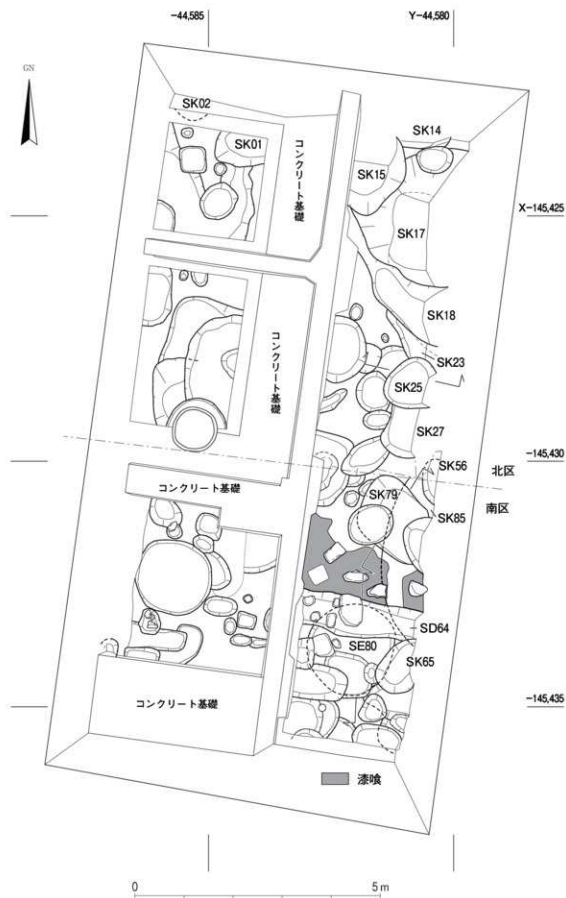 -44,585
Y-44,580
GN
SK02
SK01
SK14
コンクリート基礎
SK15
X-145,425
SK17
SK18
コンクリート基礎
SK23
SK25
SK27
-145,430
SK56
北区
コンクリート基礎
SK79
南区
SK85
SD64
SE80
SK65
コンクリート基礎
-145,435
漆喰
0
5 m